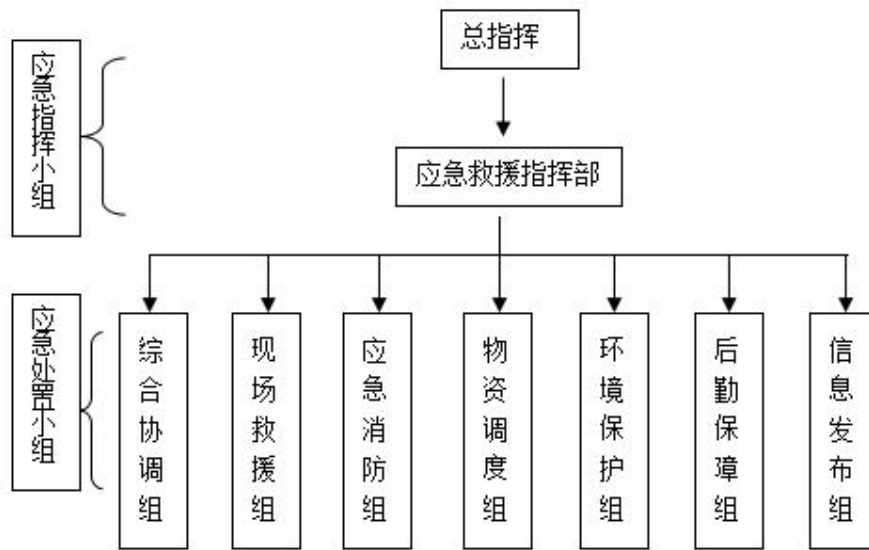 总指挥
应急指挥小组
应急救援指挥部
应急处置小组
综合协调组
现场救援组
应急消防组
物资调度组
环境保护组
后勤保障组
信息发布组